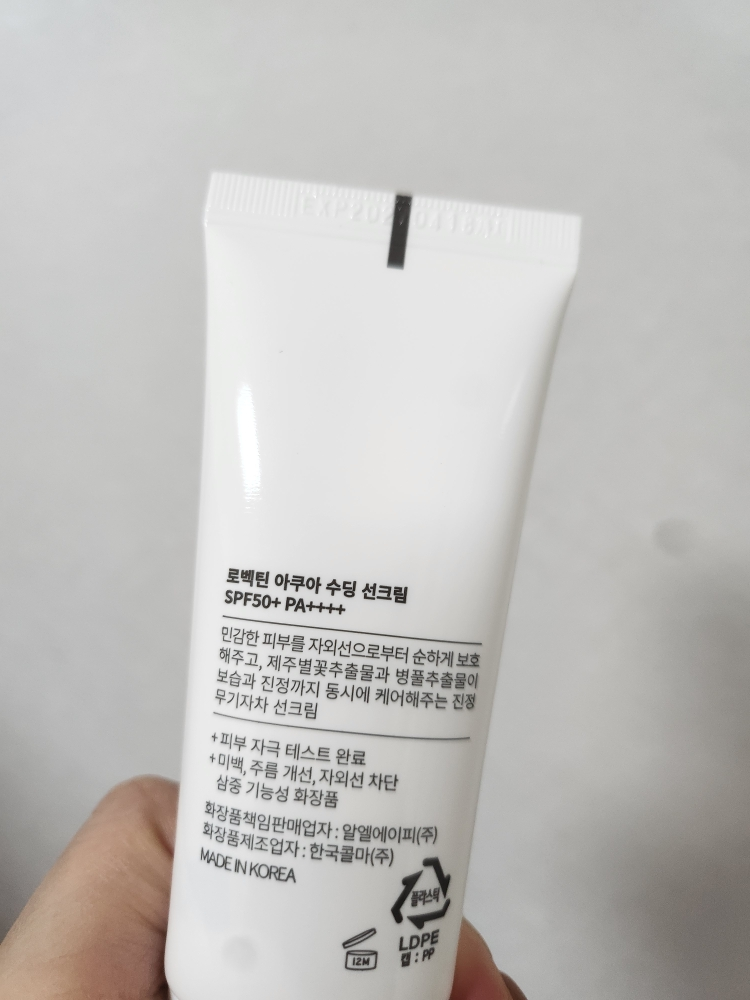 로벡틴 아쿠아 수딩 선크림
SPF50+ PA++++
민감한 피부를 자외선으로부터 순하게 보호
해주고, 제주별꽃추출물과 병풀추출물이
보습과 진정까지 동시에 케어해주는 진정
무기자차 선크림
+피부 자극 테스트 완료
+미백, 주름 개선, 자외선 차단
삼중 기능성 화장품
화장품책임판매업자 : 알엘에이피(주)
화장품제조업자 : 한국콜마(주)
MADE IN KOREA
플라스틱
LDPE
캡 : PP
12M